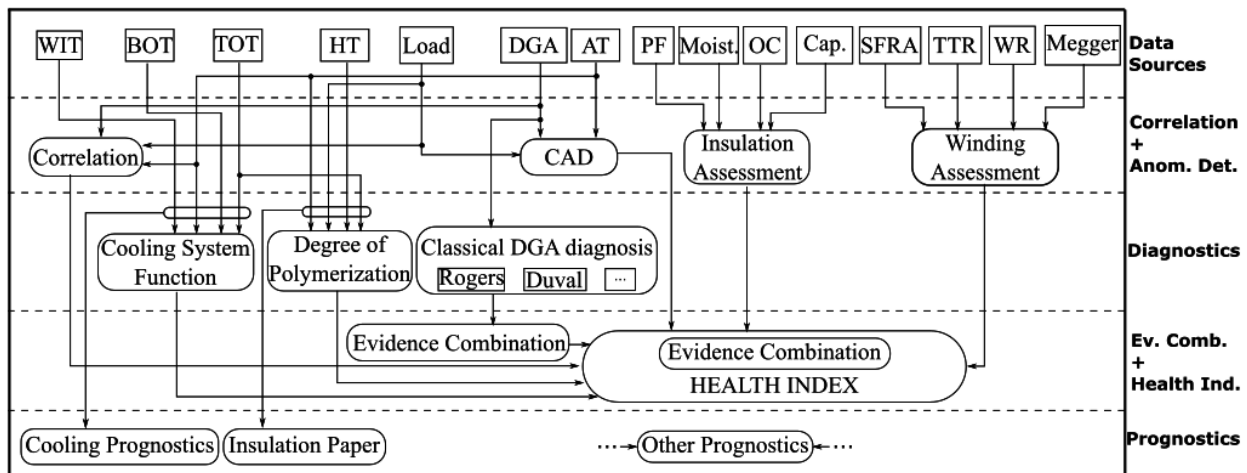 WIT BOT TOT HT Load DGA AT PF Moist. OC Cap. SFRA TTR WR Megger
Data
Sources
Correlation
CAD
Insulation
Assessment
Winding
Assessment
Correlation
+
Anom. Det.
Cooling System
Function
Degree of
Polymerization
Classical DGA diagnosis
Rogers Duval ...
Diagnostics
Evidence Combination
Evidence Combination
HEALTH INDEX
Ev. Comb.
+
Health Ind.
Cooling Prognostics
Insulation Paper
... Other Prognostics ...
Prognostics